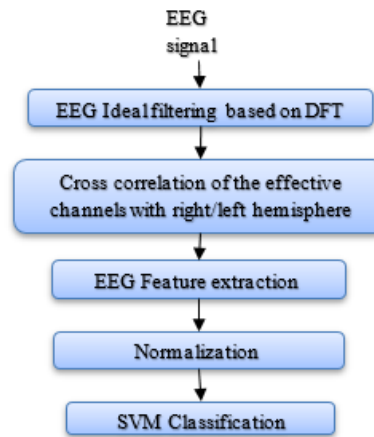 EEG
signal
EEG Ideal filtering based on DFT
Cross correlation of the effective
channels with right/left hemisphere
EEG Feature extraction
Normalization
SVM Classification